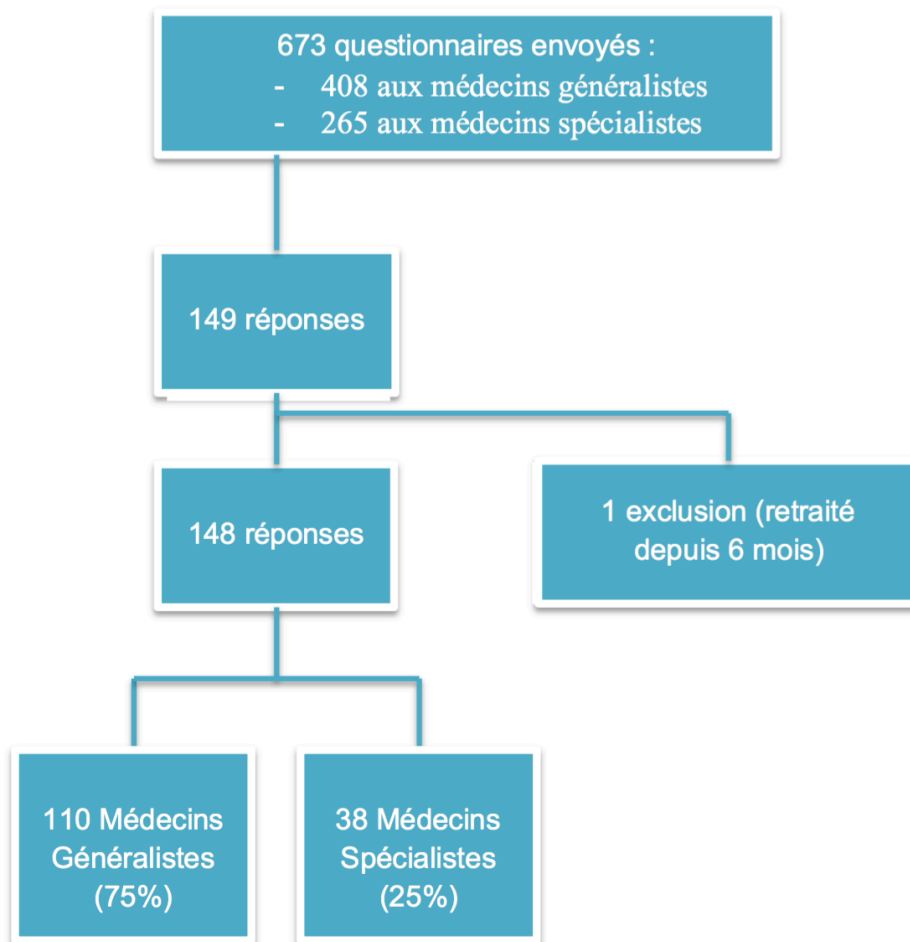 673 questionnaires envoyés :
- 408 aux médecins généralistes
- 265 aux médecins spécialistes
149 réponses
148 réponses
1 exclusion (retraité
depuis 6 mois)
110 Médecins
Généralistes
(75%)
38 Médecins
Spécialistes
(25%)